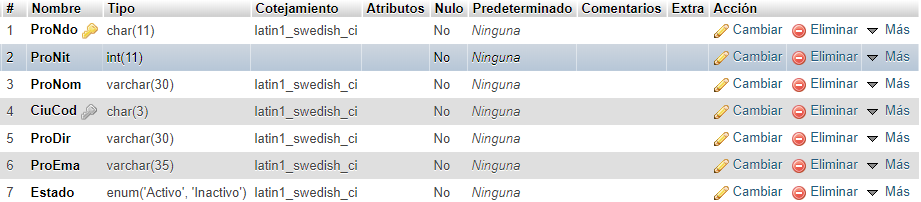 # Nombre Tipo Cotejamiento Atributos Nulo Predeterminado Comentarios Extra Acción
1 ProNdo char(11) latin1_swedish_ci No Ninguna Cambiar Eliminar Más
2 ProNit int(11) No Ninguna Cambiar Eliminar Más
3 ProNom varchar(30) latin1_swedish_ci No Ninguna Cambiar Eliminar Más
4 CiuCod char(3) latin1_swedish_ci No Ninguna Cambiar Eliminar Más
5 ProDir varchar(30) latin1_swedish_ci No Ninguna Cambiar Eliminar Más
6 ProEma varchar(35) latin1_swedish_ci No Ninguna Cambiar Eliminar Más
7 Estado enum('Activo', 'Inactivo') latin1_swedish_ci No Ninguna Cambiar Eliminar Más